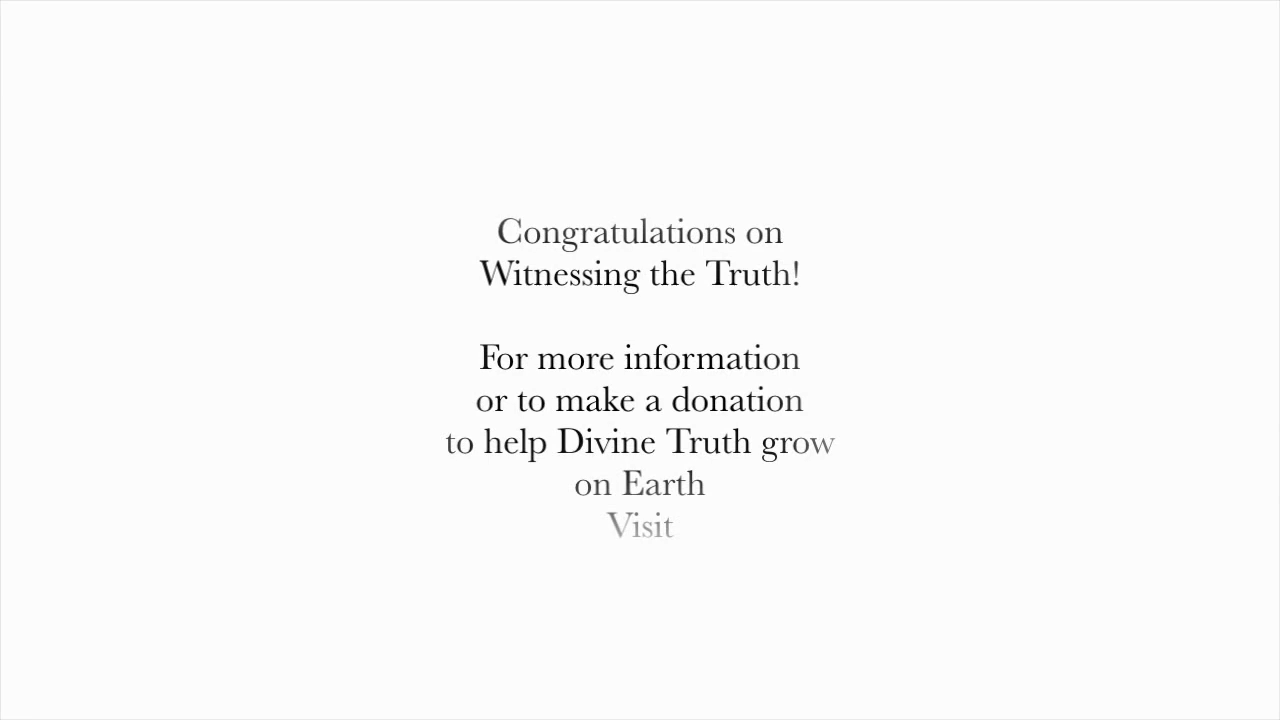 Congratulations on
Witnessing the Truth!
For more information
or to make a donation
to help Divine Truth grow
on Earth
Visit